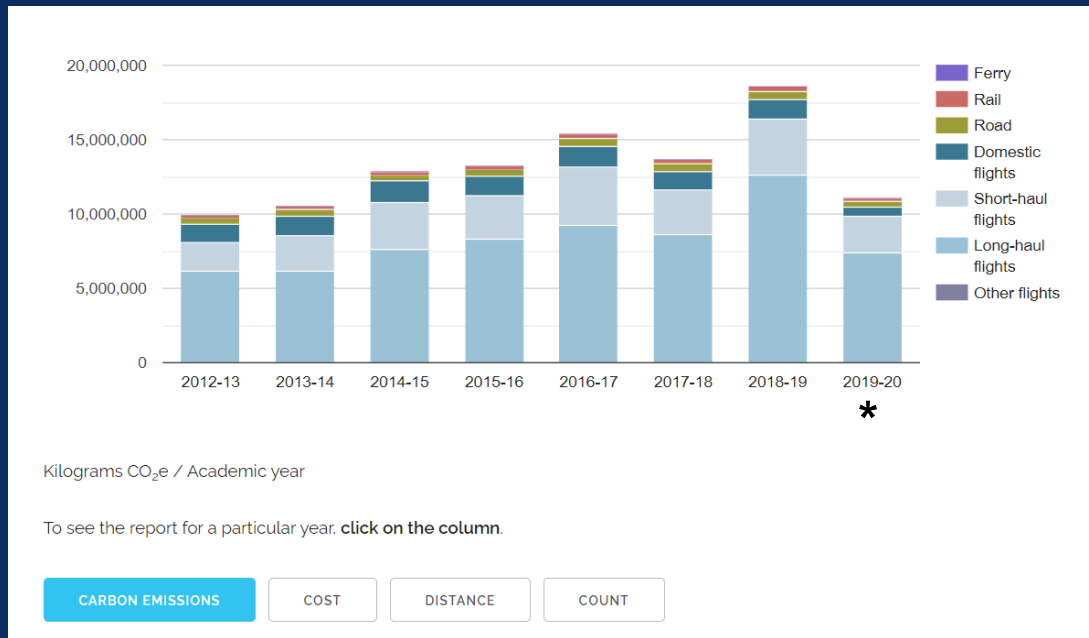 20,000,000
15,000,000
10,000,000
5,000,000
0
2012-13 2013-14 2014-15 2015-16 2016-17 2017-18 2018-19 2019-20
*
Ferry
Rail
Road
Domestic
flights
Short-haul
flights
Long-haul
flights
Other flights
Kilograms CO₂e / Academic year
To see the report for a particular year, click on the column.
CARBON EMISSIONS COST DISTANCE COUNT